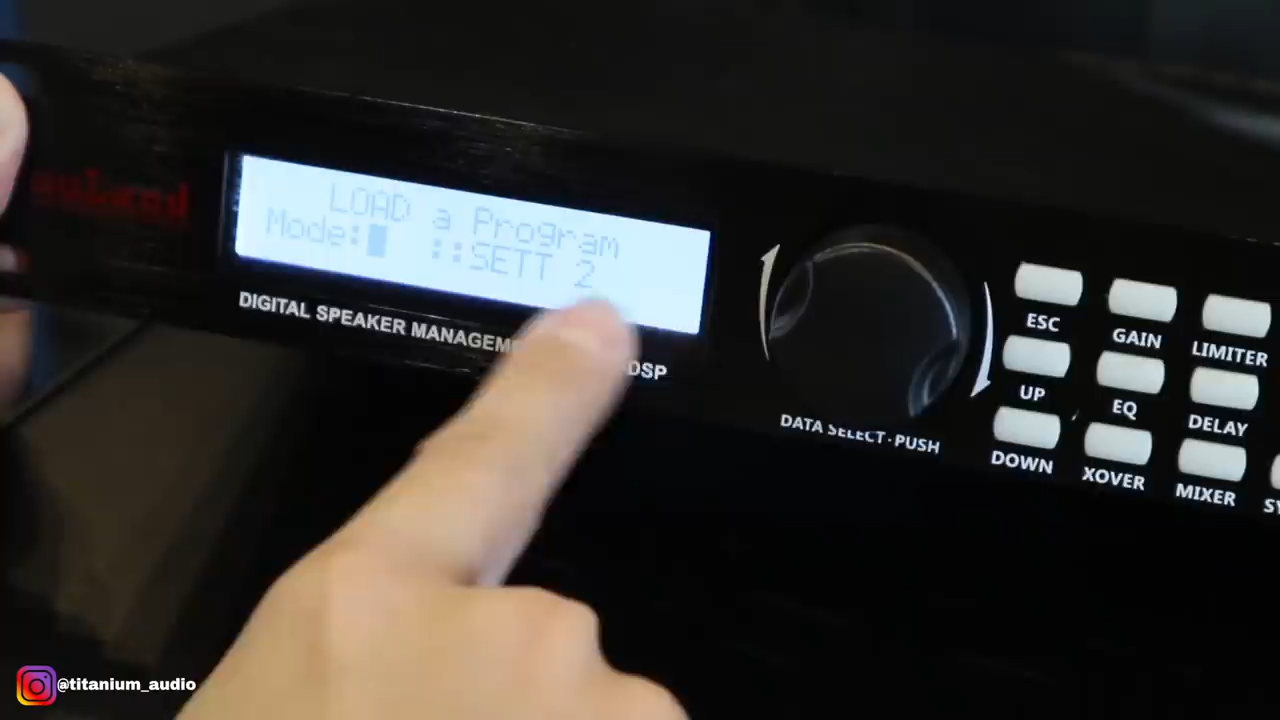 LOAD a Program
Mode: ::SETT 2
DIGITAL SPEAKER MANAGEM
DSP
DATA SELECT·PUSH
ESC
GAIN
LIMITER
UP
EQ
DELAY
DOWN
XOVER
MIXER
@titanium_audio